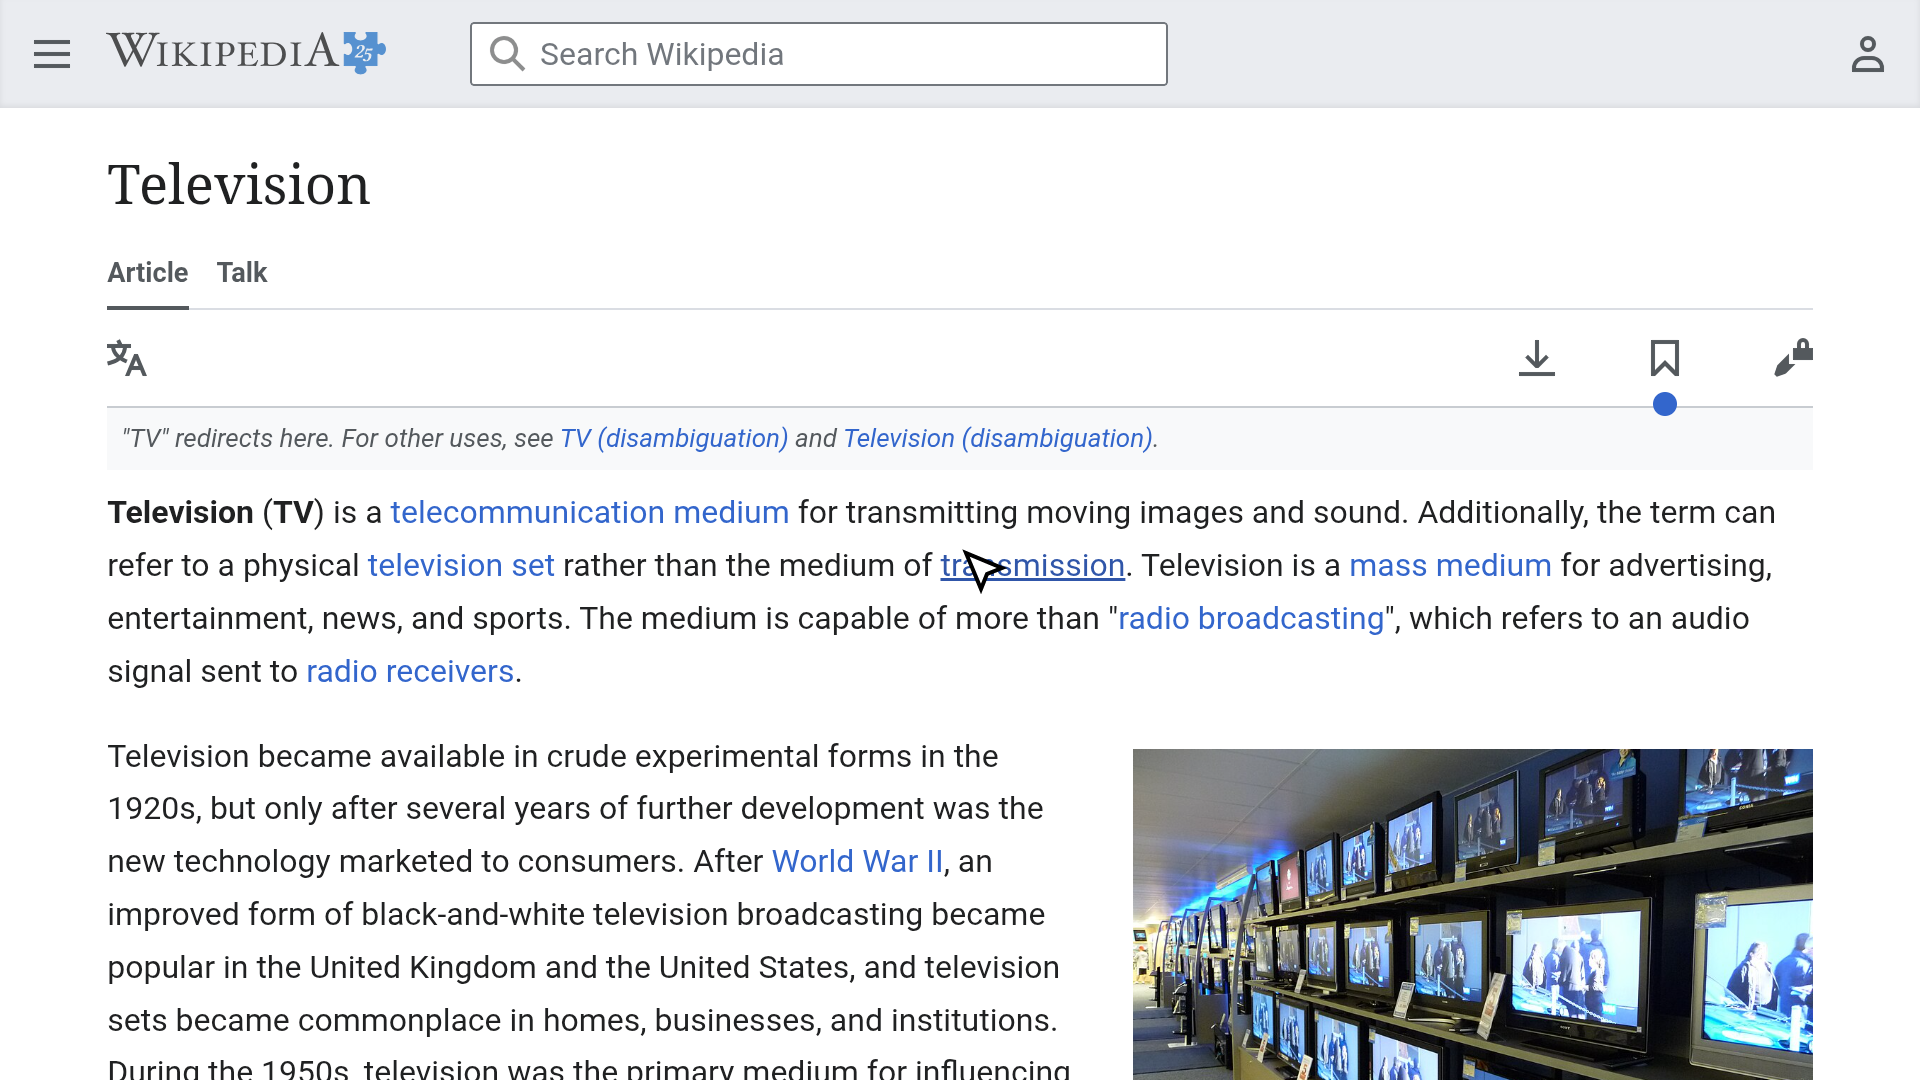 WIKIPEDIA 25
Search Wikipedia
Television
Article Talk
文A
"TV" redirects here. For other uses, see TV (disambiguation) and Television (disambiguation).
Television (TV) is a telecommunication medium for transmitting moving images and sound. Additionally, the term can
refer to a physical television set rather than the medium of transmission. Television is a mass medium for advertising,
entertainment, news, and sports. The medium is capable of more than "radio broadcasting", which refers to an audio
signal sent to radio receivers.
Television became available in crude experimental forms in the
1920s, but only after several years of further development was the
new technology marketed to consumers. After World War II, an
improved form of black-and-white television broadcasting became
popular in the United Kingdom and the United States, and television
sets became commonplace in homes, businesses, and institutions.
During the 1950s, television was the primary medium for influencing